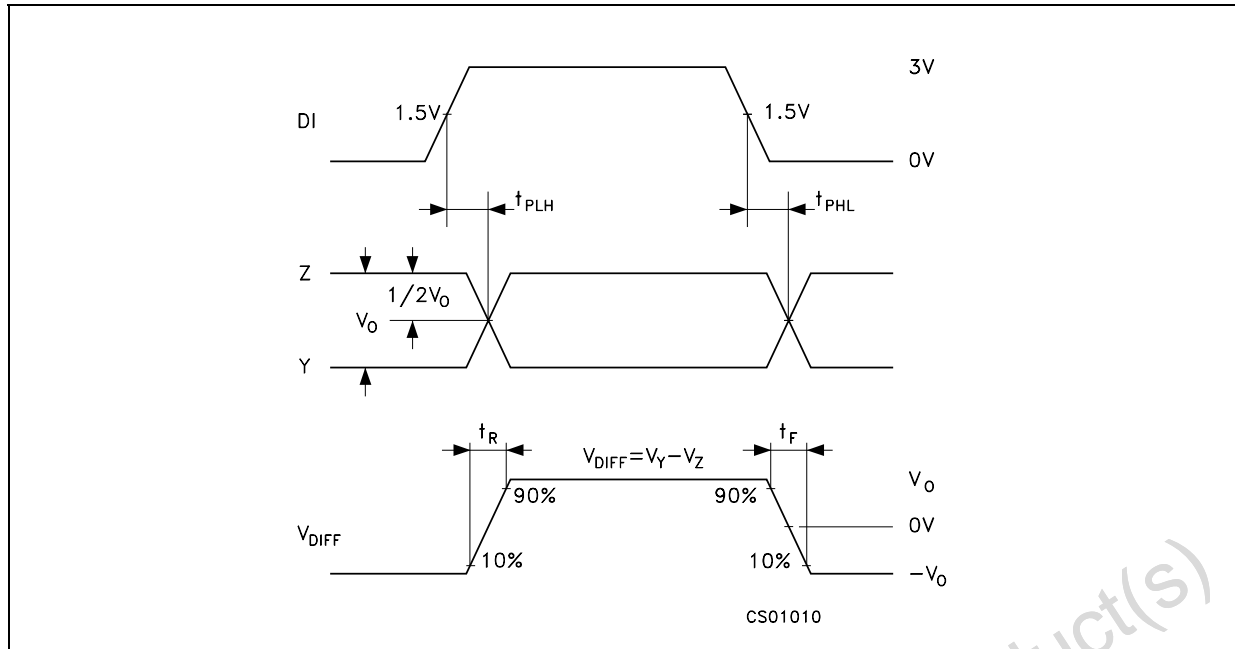 3V
1.5V
1.5V
DI
0V
tPLH
tPHL
Z
1/2VO
VO
Y
tR
tF
VDIFF=VY−VZ
VO
90%
90%
0V
VDIFF
10%
10%
−VO
CS01010